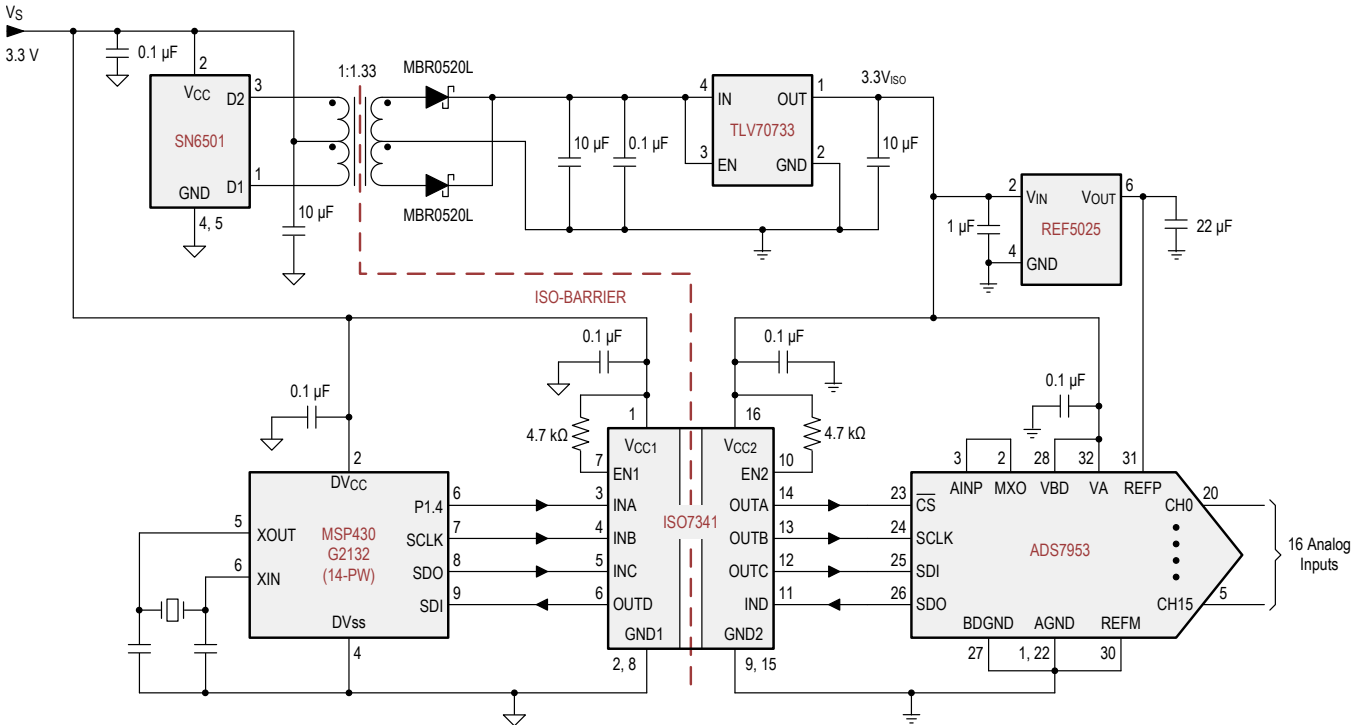 VS
3.3 V
0.1 µF
2
VCC
D2
3
SN6501
D1
1
GND
4, 5
10 µF
1:1.33
MBR0520L
MBR0520L
10 µF
0.1 µF
4
IN
OUT
1
TLV70733
3
EN
GND
2
3.3VISO
10 µF
2
VIN
VOUT
6
1 µF
REF5025
4
GND
22 µF
ISO-BARRIER
0.1 µF
0.1 µF
0.1 µF
0.1 µF
4.7 kΩ
4.7 kΩ
2
DVCC
5
XOUT
6
XIN
MSP430
G2132
(14-PW)
P1.4
6
SCLK
7
SDO
8
SDI
9
DVss
4
1
VCC1
7
EN1
3
INA
4
INB
5
INC
6
OUTD
GND1
2, 8
ISO7341
16
VCC2
EN2
10
OUTA
14
OUTB
13
OUTC
12
IND
11
GND2
9, 15
3
2
28
32
31
AINP
MXO
VBD
VA
REFP
23
CS
24
SCLK
25
SDI
26
SDO
ADS7953
CH0
20
CH15
5
16 Analog
Inputs
BDGND
AGND
REFM
27
1, 22
30